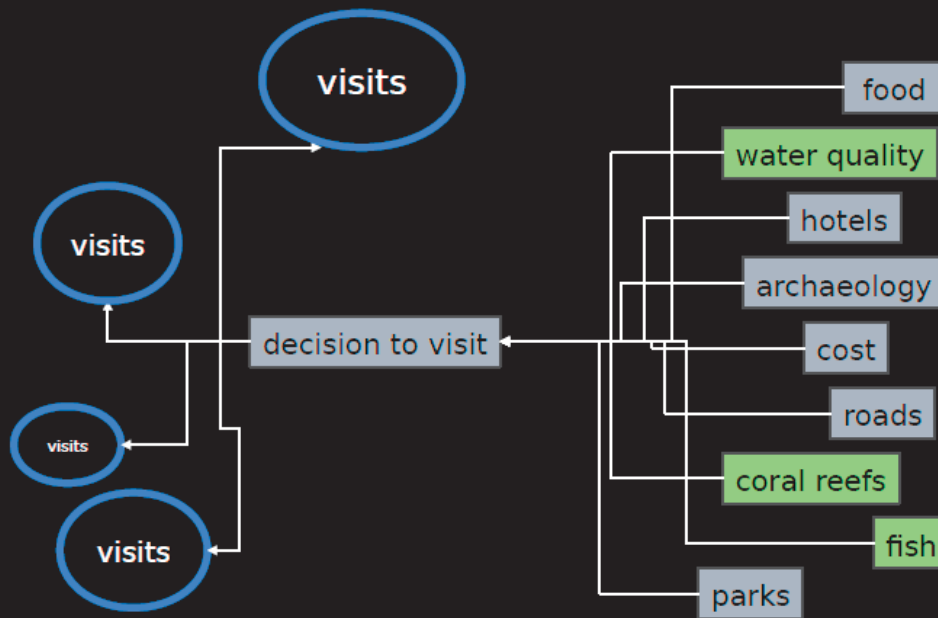 visits
visits
decision to visit
visits
visits
food
water quality
hotels
archaeology
cost
roads
coral reefs
fish
parks